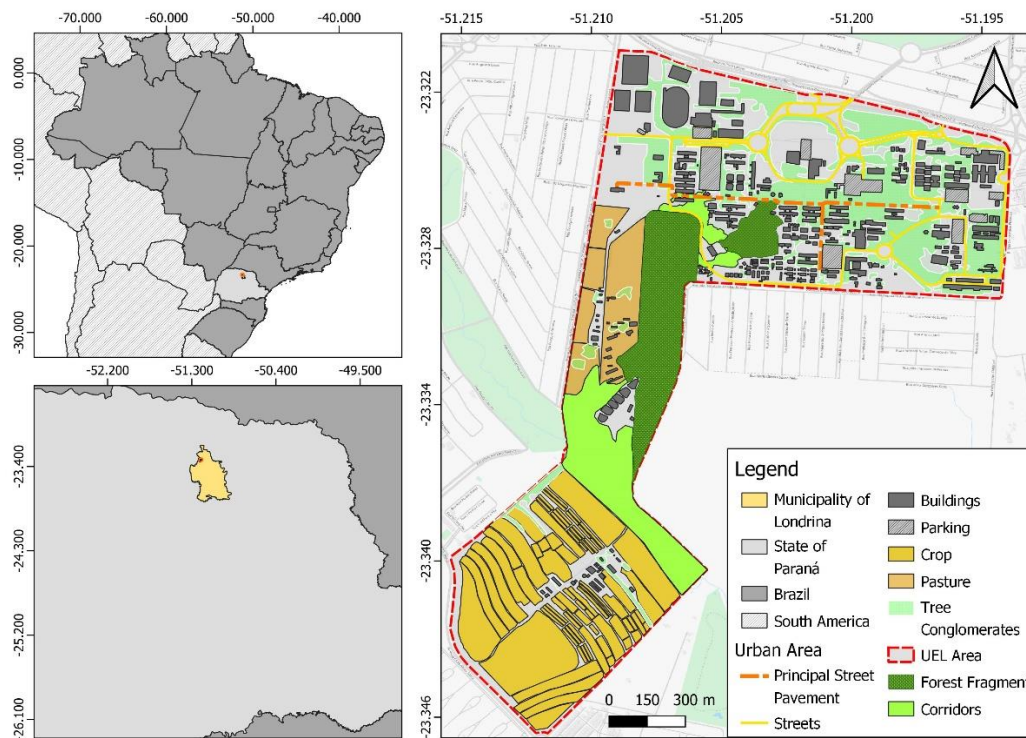 -70.000 -60.000 -50.000 -40.000
0.000
-10.000
-20.000
-30.000
-52.200 -51.300 -50.400 -49.500
-23.400
-24.300
-25.200
-26.100
-51.215 -51.210 -51.205 -51.200 -51.195
-23.322
-23.328
-23.334
-23.340
-23.346
0 150 300 m
Legend
Municipality of
Londrina
State of
Paraná
Brazil
South America
Urban Area
Principal Street
Pavement
Streets
Buildings
Parking
Crop
Pasture
Tree
Conglomerates
UEL Area
Forest Fragment
Corridors